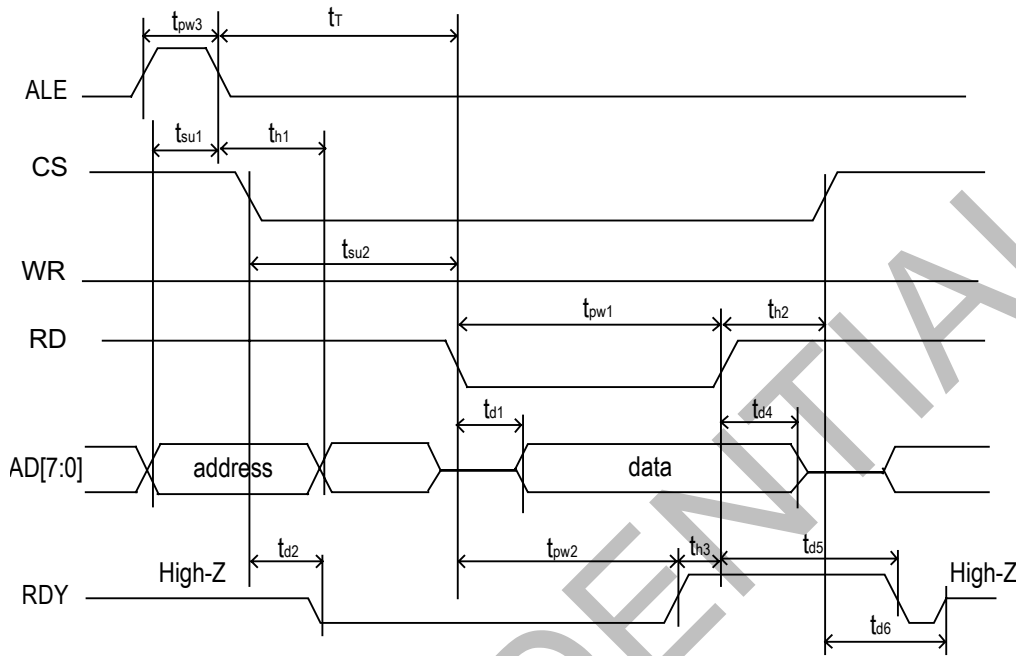 tpw3 tT
ALE
tsu1 th1
CS
tsu2
WR
tpw1 th2
RD
td1 td4
AD[7:0] address data
td2 tpw2 th3 td5
High-Z High-Z
RDY
td6
DENTIAL